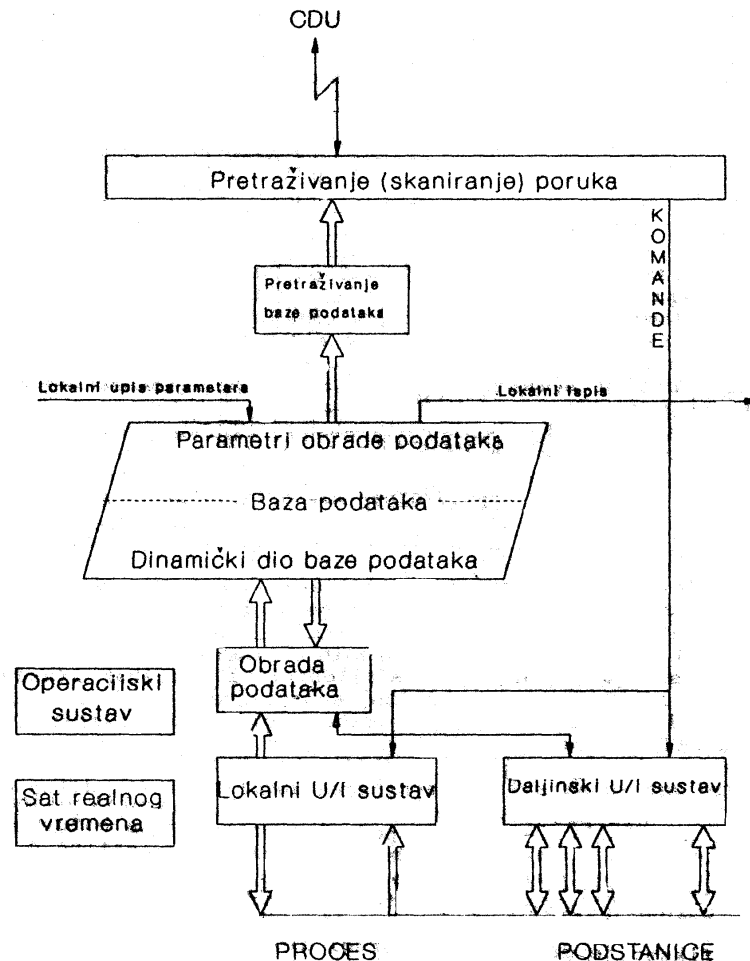 CDU
Pretraživanje (skaniranje) poruka
KOMANDE
Pretraživanje
baze podataka
Lokalni upis parametara
Lokalni ispis
Parametri obrade podataka
Baza podataka
Dinamički dio baze podataka
Obrada
podataka
Operacijski
sustav
Lokalni U/I sustav
Daljinski U/I sustav
Sat realnog
vremena
PROCES
PODSTANICE